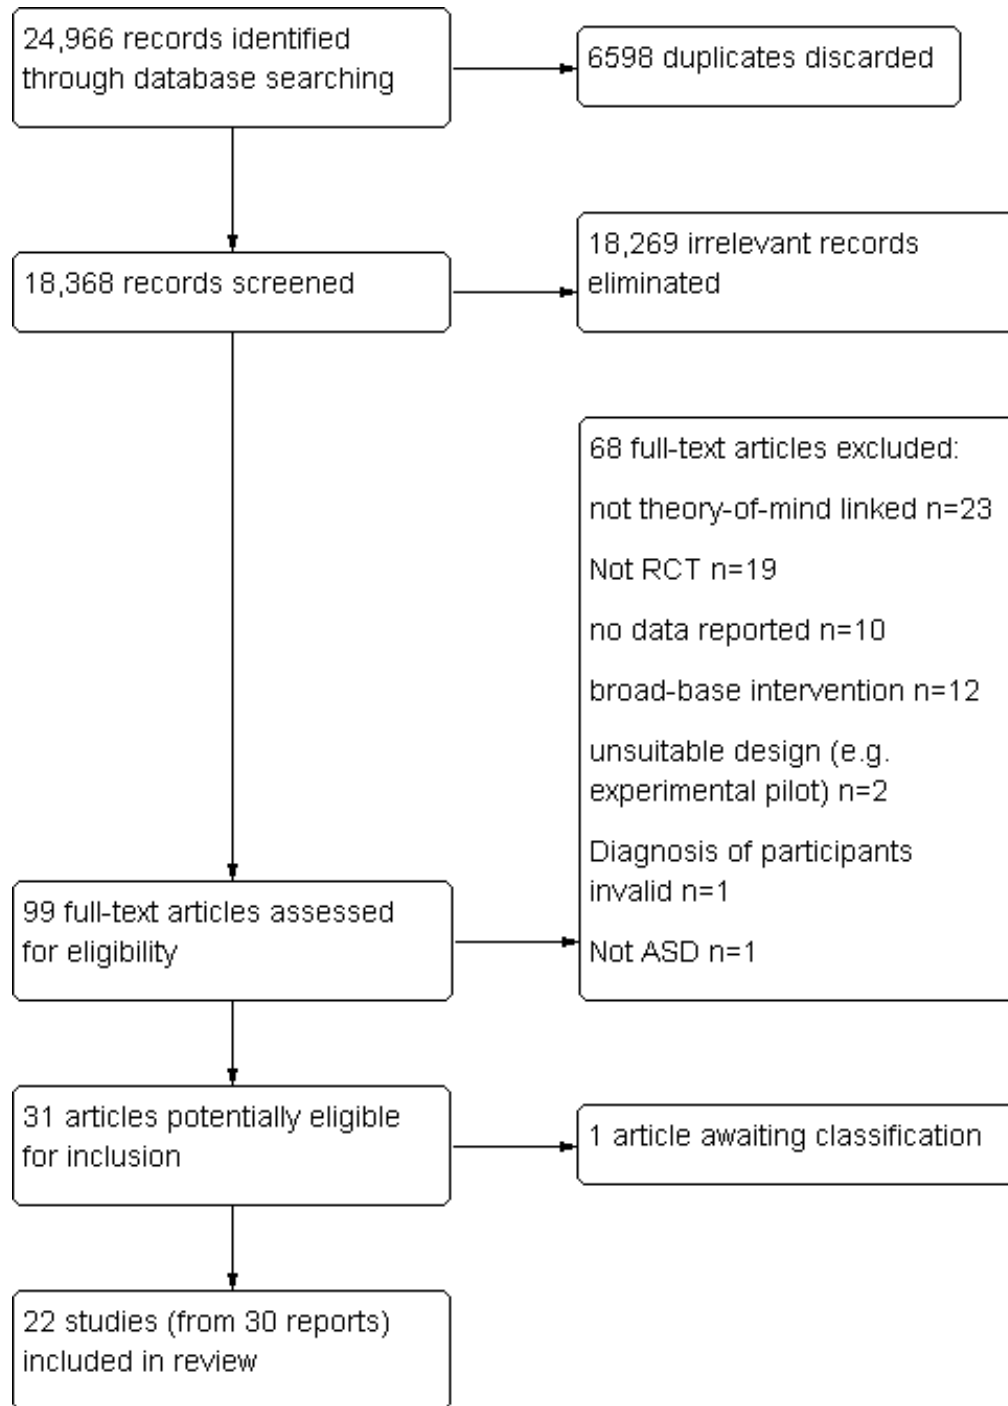 24,966 records identified
through database searching
6598 duplicates discarded
18,368 records screened
18,269 irrelevant records
eliminated
68 full-text articles excluded:
not theory-of-mind linked n=23
Not RCT n=19
no data reported n=10
broad-base intervention n=12
unsuitable design (e.g.
experimental pilot) n=2
Diagnosis of participants
invalid n=1
Not ASD n=1
99 full-text articles assessed
for eligibility
31 articles potentially eligible
for inclusion
1 article awaiting classification
22 studies (from 30 reports)
included in review